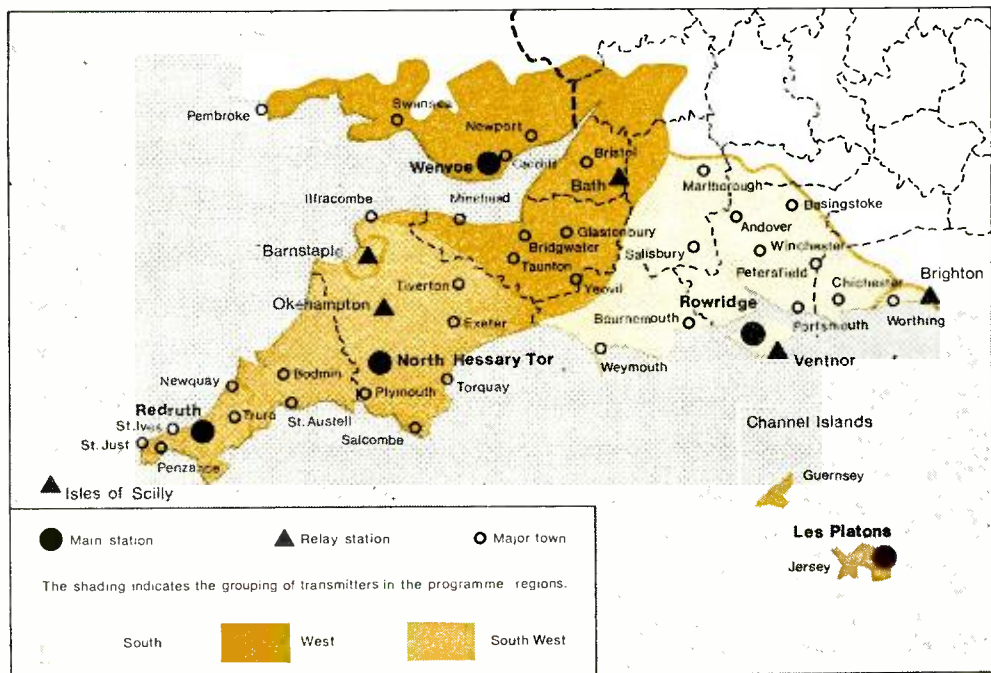 Pembroke
Swansea
Newport
Cardiff
Wenvoe
Bristol
Bath
Marlborough
Ilfracombe
Minehead
Basingstoke
Andover
Glastonbury
Bridgwater
Winchester
Barnstaple
Salisbury
Taunton
Petersfield
Tiverton
Yeovil
Chichester
Brighton
Okehampton
Rowridge
Exeter
Bournemouth
Portsmouth
Worthing
North Hessary Tor
Weymouth
Ventnor
Bodmin
Newquay
Plymouth
Torquay
Redruth
Truro
St. Austell
St. Ives
Salcombe
St. Just
Penzance
Channel Islands
Guernsey
Isles of Scilly
Les Platons
Jersey
Main station
Relay station
Major town
The shading indicates the grouping of transmitters in the programme regions.
South
West
South West